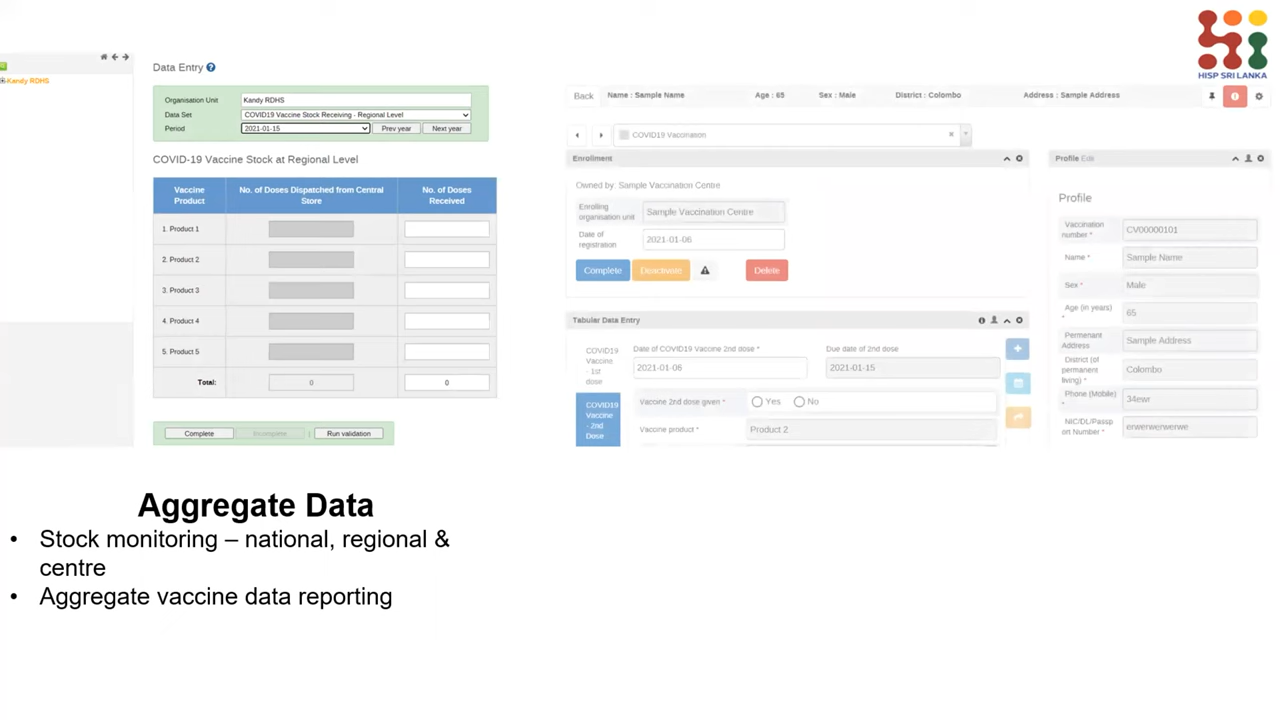 HISP SRI LANKA
Kandy RDHS
Data Entry
Organisation Unit Kandy RDHS
Data Set COVID19 Vaccine Stock Receiving - Regional Level
Period 2021-01-15 Prev year Next year
COVID-19 Vaccine Stock at Regional Level
Vaccine Product No. of Doses Dispatched from Central Store No. of Doses Received
1. Product 1
2. Product 2
3. Product 3
4. Product 4
5. Product 5
Total: 0 0
Complete Incomplete Run validation
Back Name : Sample Name Age : 65 Sex : Male District : Colombo Address : Sample Address
COVID19 Vaccination
Enrollment
Owned by: Sample Vaccination Centre
Enrolling organisation unit Sample Vaccination Centre
Date of registration 2021-01-06
Complete Deactivate Delete
Tabular Data Entry
COVID19 Vaccine - 1st dose
COVID19 Vaccine - 2nd Dose
Date of COVID19 Vaccine 2nd dose * Due date of 2nd dose
2021-01-06 2021-01-15
Vaccine 2nd dose given * Yes No
Vaccine product * Product 2
Profile Edit
Profile
Vaccination number * CV00000101
Name * Sample Name
Sex * Male
Age (in years) * 65
Permenant Address Sample Address
District (of permanent living) * Colombo
Phone (Mobile) * 34ewr
NIC/DL/Passport Number * erwerwerwerwe
Aggregate Data
• Stock monitoring – national, regional &
centre
• Aggregate vaccine data reporting